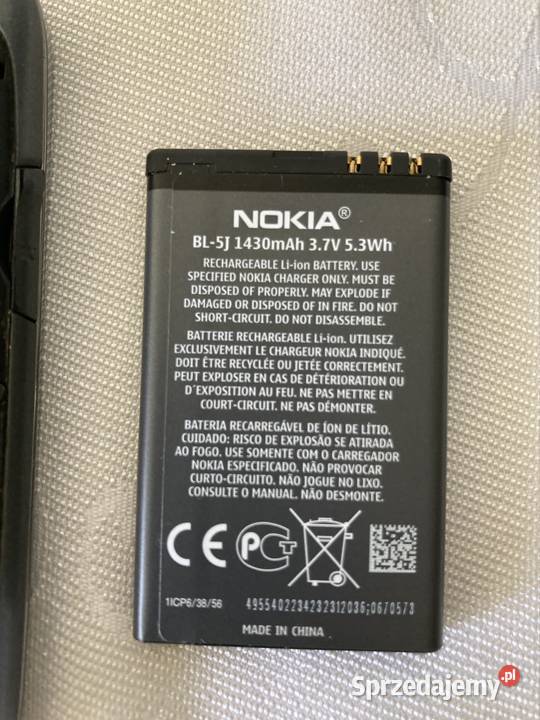 NOKIA®
BL-5J 1430mAh 3.7V 5.3Wh
RECHARGEABLE Li-ion BATTERY. USE
SPECIFIED NOKIA CHARGER ONLY. MUST BE
DISPOSED OF PROPERLY. MAY EXPLODE IF
DAMAGED OR DISPOSED OF IN FIRE. DO NOT
SHORT-CIRCUIT. DO NOT DISASSEMBLE.
BATTERIE RECHARGEABLE Li-ion. UTILISEZ
EXCLUSIVEMENT LE CHARGEUR NOKIA INDIQUÉ.
DOIT ÊTRE RECYCLÉE OU JETÉE CORRECTEMENT.
PEUT EXPLOSER EN CAS DE DÉTÉRIORATION OU
D´EXPOSITION AU FEU. NE PAS METTRE EN
COURT-CIRCUIT. NE PAS DÉMONTER.
BATERIA RECARREGÁVEL DE ÍON DE LÍTIO.
CUIDADO: RISCO DE EXPLOSÃO SE ATIRADA
AO FOGO. USE SOMENTE COM O CARREGADOR
NOKIA ESPECIFICADO. NÃO PROVOCAR
CURTO-CIRCUITO. NÃO JOGUE NO LIXO.
CONSULTE O MANUAL. NÃO DESMONTE.
CE PCT
1ICP6/38/56 4955402234232312036;06/05/3
MADE IN CHINA
Sprzedajemy.pl